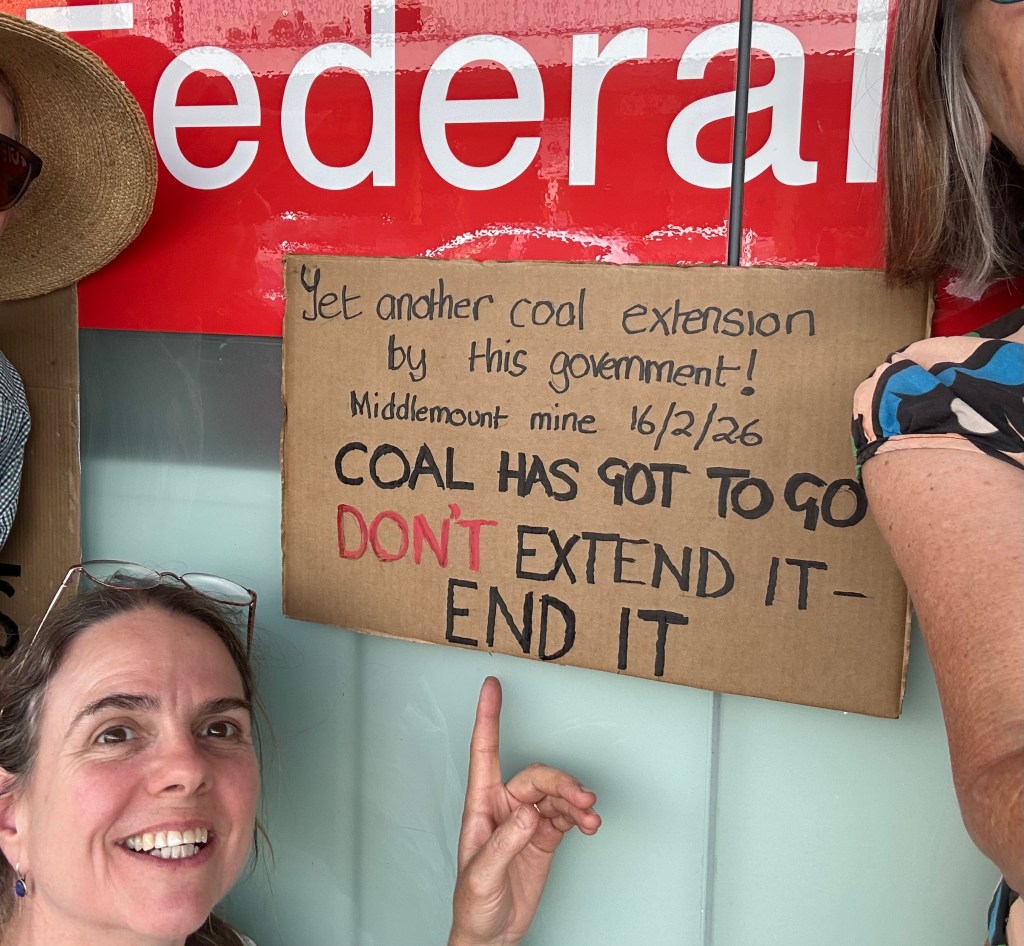 Federal
Yet another coal extension
by this government!
Middlemount mine 16/2/26
COAL HAS GOT TO GO
DON'T EXTEND IT-
END IT